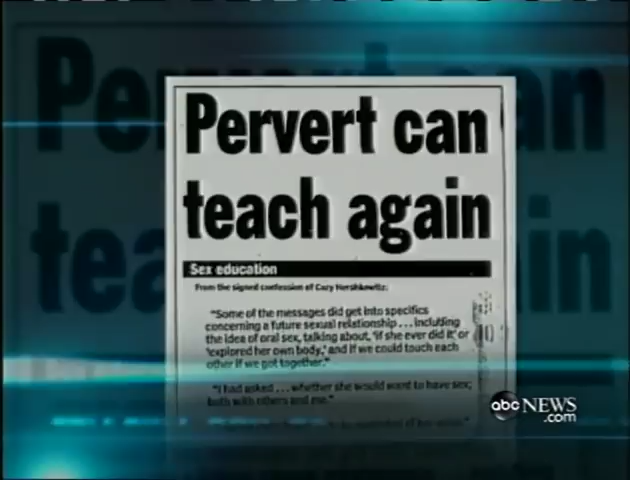 Pervert can
teach again
Sex education
From the signed confession of Cary Hershkowitz:
"Some of the messages did get into specifics
concerning a future sexual relationship . . . including
the idea of oral sex, talking about, 'if she ever did it,' or
'explored her own body,' and if we could touch each
other if we got together."
"I had asked . . . whether she would want to have sex,
both with others and me."
abc NEWS
.com